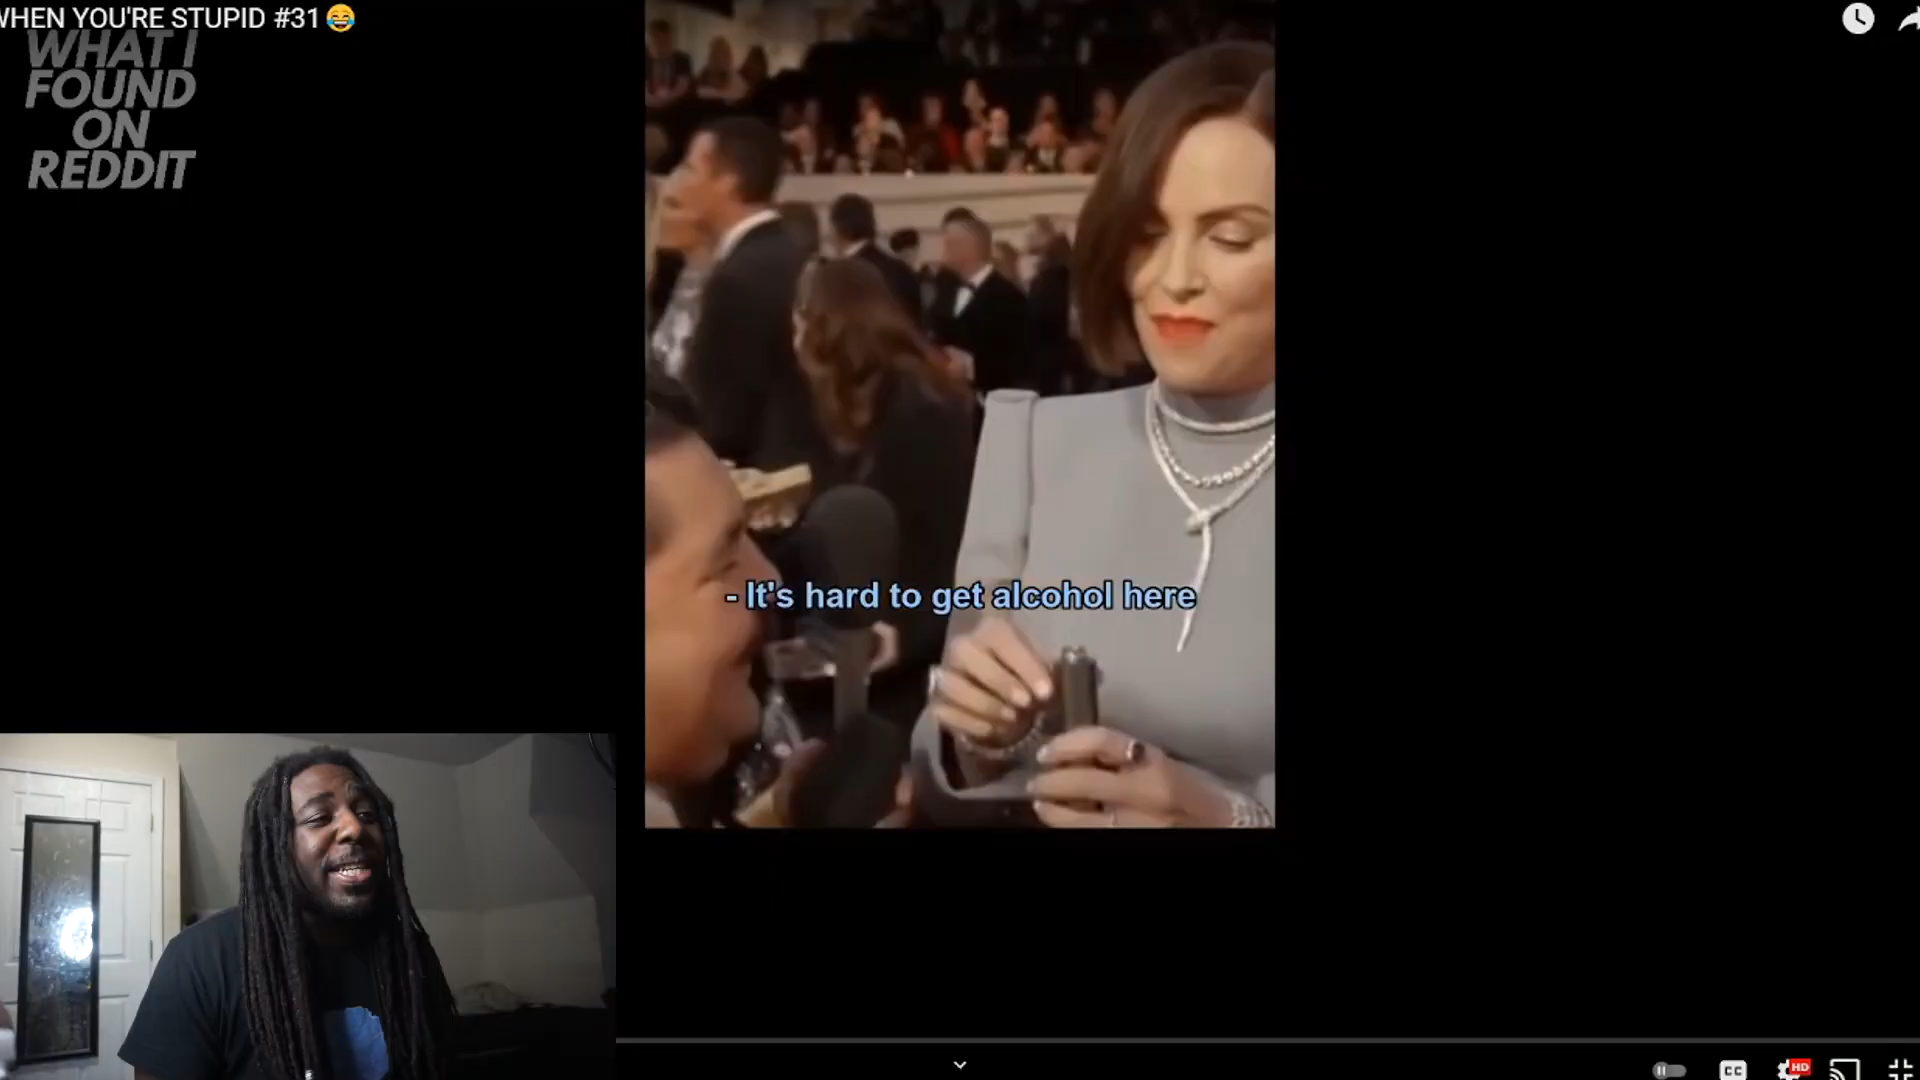 WHEN YOU'RE STUPID #31😂
WHAT I
FOUND
ON
REDDIT
- It's hard to get alcohol here
CC
HD